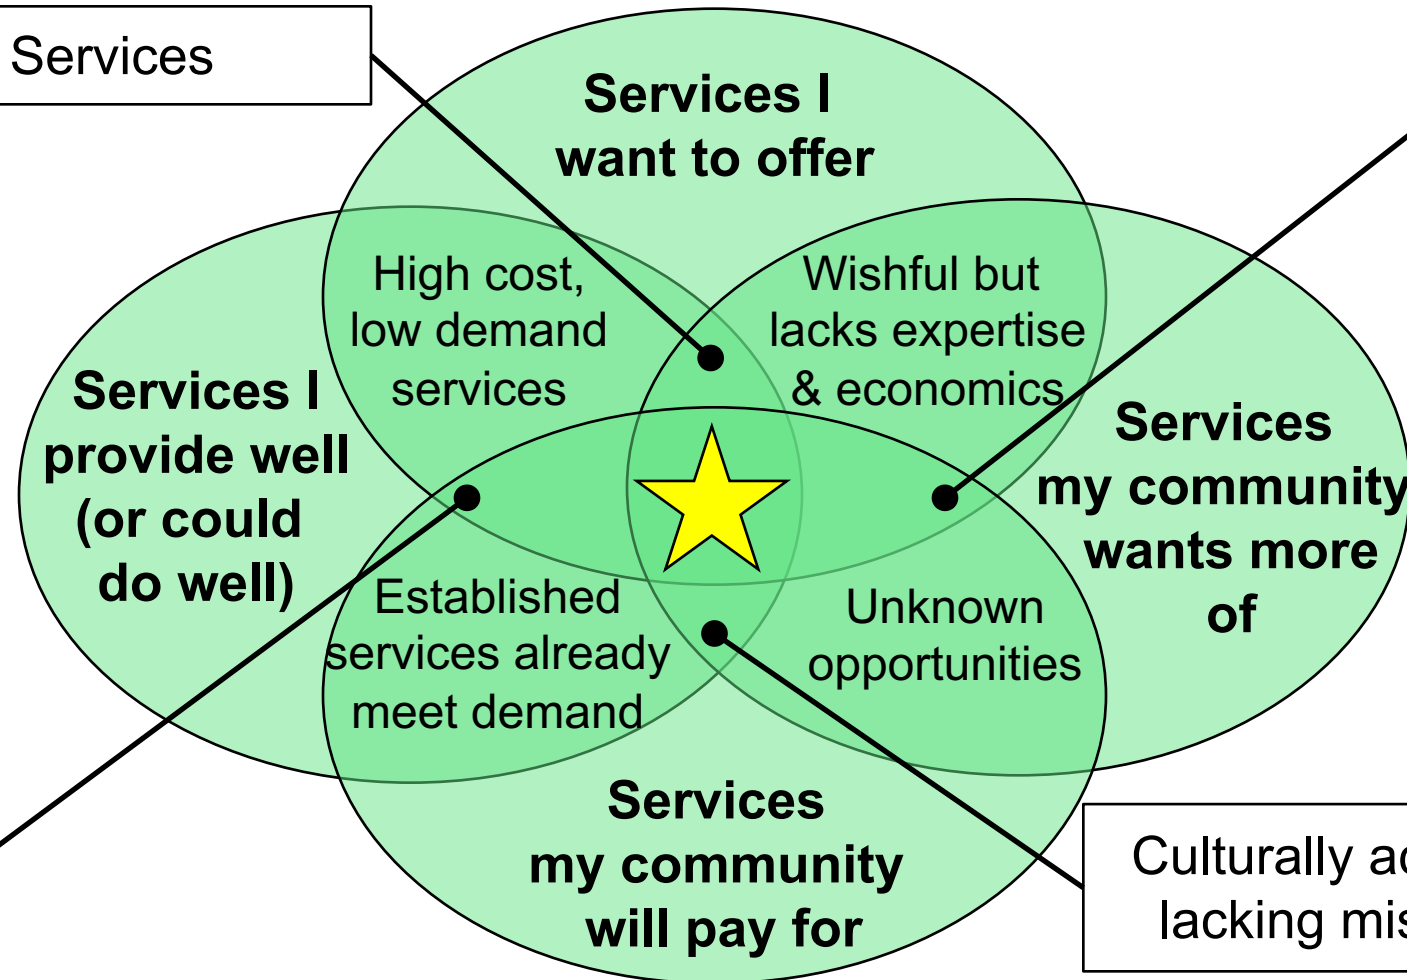 Services
Services I
want to offer
High cost,
low demand
services
Wishful but
lacks expertise
& economics
Services I
provide well
(or could
do well)
Services
my community
wants more
of
Established
services already
meet demand
Unknown
opportunities
Services
my community
will pay for
Culturally
lacking